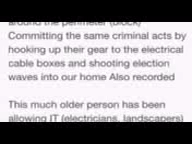 around the perimeter (block)
Committing the same criminal acts by
hooking up their gear to the electrical
cable boxes and shooting election
waves into our home Also recorded
This much older person has been
allowing IT (electricians, landscapers)